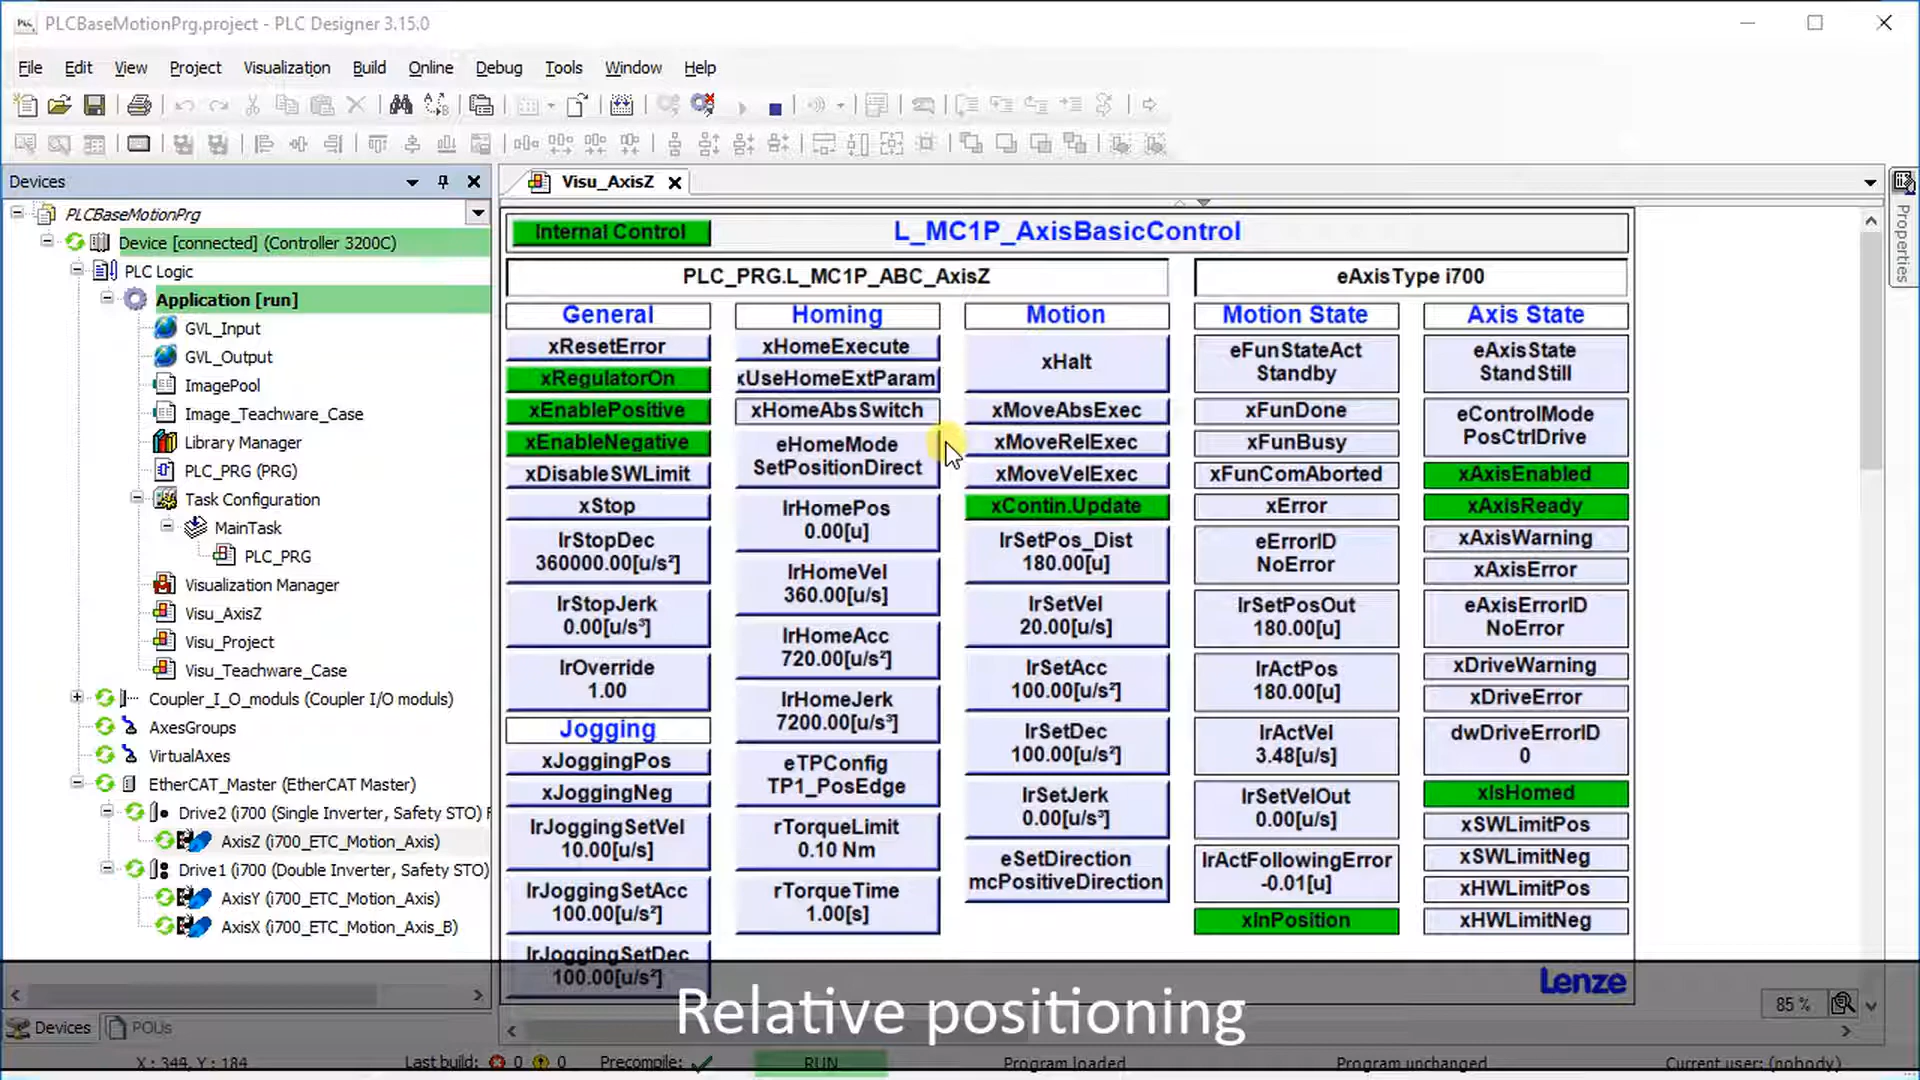 PLCBaseMotionPrg.project - PLC Designer 3.15.0
File Edit View Project Visualization Build Online Debug Tools Window Help
Devices
Visu_AxisZ
Properties
PLCBaseMotionPrg
Device [connected] (Controller 3200C)
PLC Logic
Application [run]
GVL_Input
GVL_Output
ImagePool
Image_Teachware_Case
Library Manager
PLC_PRG (PRG)
Task Configuration
MainTask
PLC_PRG
Visualization Manager
Visu_AxisZ
Visu_Project
Visu_Teachware_Case
Coupler_I_O_moduls (Coupler I/O moduls)
AxesGroups
VirtualAxes
EtherCAT_Master (EtherCAT Master)
Drive2 (i700 (Single Inverter, Safety STO) F
AxisZ (i700_ETC_Motion_Axis)
Drive1 (i700 (Double Inverter, Safety STO)
AxisY (i700_ETC_Motion_Axis)
AxisX (i700_ETC_Motion_Axis_B)
Devices POUs
Internal Control
L_MC1P_AxisBasicControl
PLC_PRG.L_MC1P_ABC_AxisZ
eAxisType i700
General
xResetError
xRegulatorOn
xEnablePositive
xEnableNegative
xDisableSWLimit
xStop
lrStopDec
360000.00[u/s²]
lrStopJerk
0.00[u/s³]
lrOverride
1.00
Jogging
xJoggingPos
xJoggingNeg
lrJoggingSetVel
10.00[u/s]
lrJoggingSetAcc
100.00[u/s²]
lrJoggingSetDec
100.00[u/s²]
Homing
xHomeExecute
xUseHomeExtParam
xHomeAbsSwitch
eHomeMode
SetPositionDirect
lrHomePos
0.00[u]
lrHomeVel
360.00[u/s]
lrHomeAcc
720.00[u/s²]
lrHomeJerk
7200.00[u/s³]
eTPConfig
TP1_PosEdge
rTorqueLimit
0.10 Nm
rTorqueTime
1.00[s]
Motion
xHalt
xMoveAbsExec
xMoveRelExec
xMoveVelExec
xContin.Update
lrSetPos_Dist
180.00[u]
lrSetVel
20.00[u/s]
lrSetAcc
100.00[u/s²]
lrSetDec
100.00[u/s²]
lrSetJerk
0.00[u/s³]
eSetDirection
mcPositiveDirection
Motion State
eFunStateAct
Standby
xFunDone
xFunBusy
xFunComAborted
xError
eErrorID
NoError
lrSetPosOut
180.00[u]
lrActPos
180.00[u]
lrActVel
3.48[u/s]
lrSetVelOut
0.00[u/s]
lrActFollowingError
-0.01[u]
xInPosition
Axis State
eAxisState
StandStill
eControlMode
PosCtrlDrive
xAxisEnabled
xAxisReady
xAxisWarning
xAxisError
eAxisErrorID
NoError
xDriveWarning
xDriveError
dwDriveErrorID
0
xIsHomed
xSWLimitPos
xSWLimitNeg
xHWLimitPos
xHWLimitNeg
Lenze
85 %
Relative positioning
X : 349, Y : 184 Last build: 0 0 Precompile: RUN Program loaded Program unchanged Current user: (nobody)